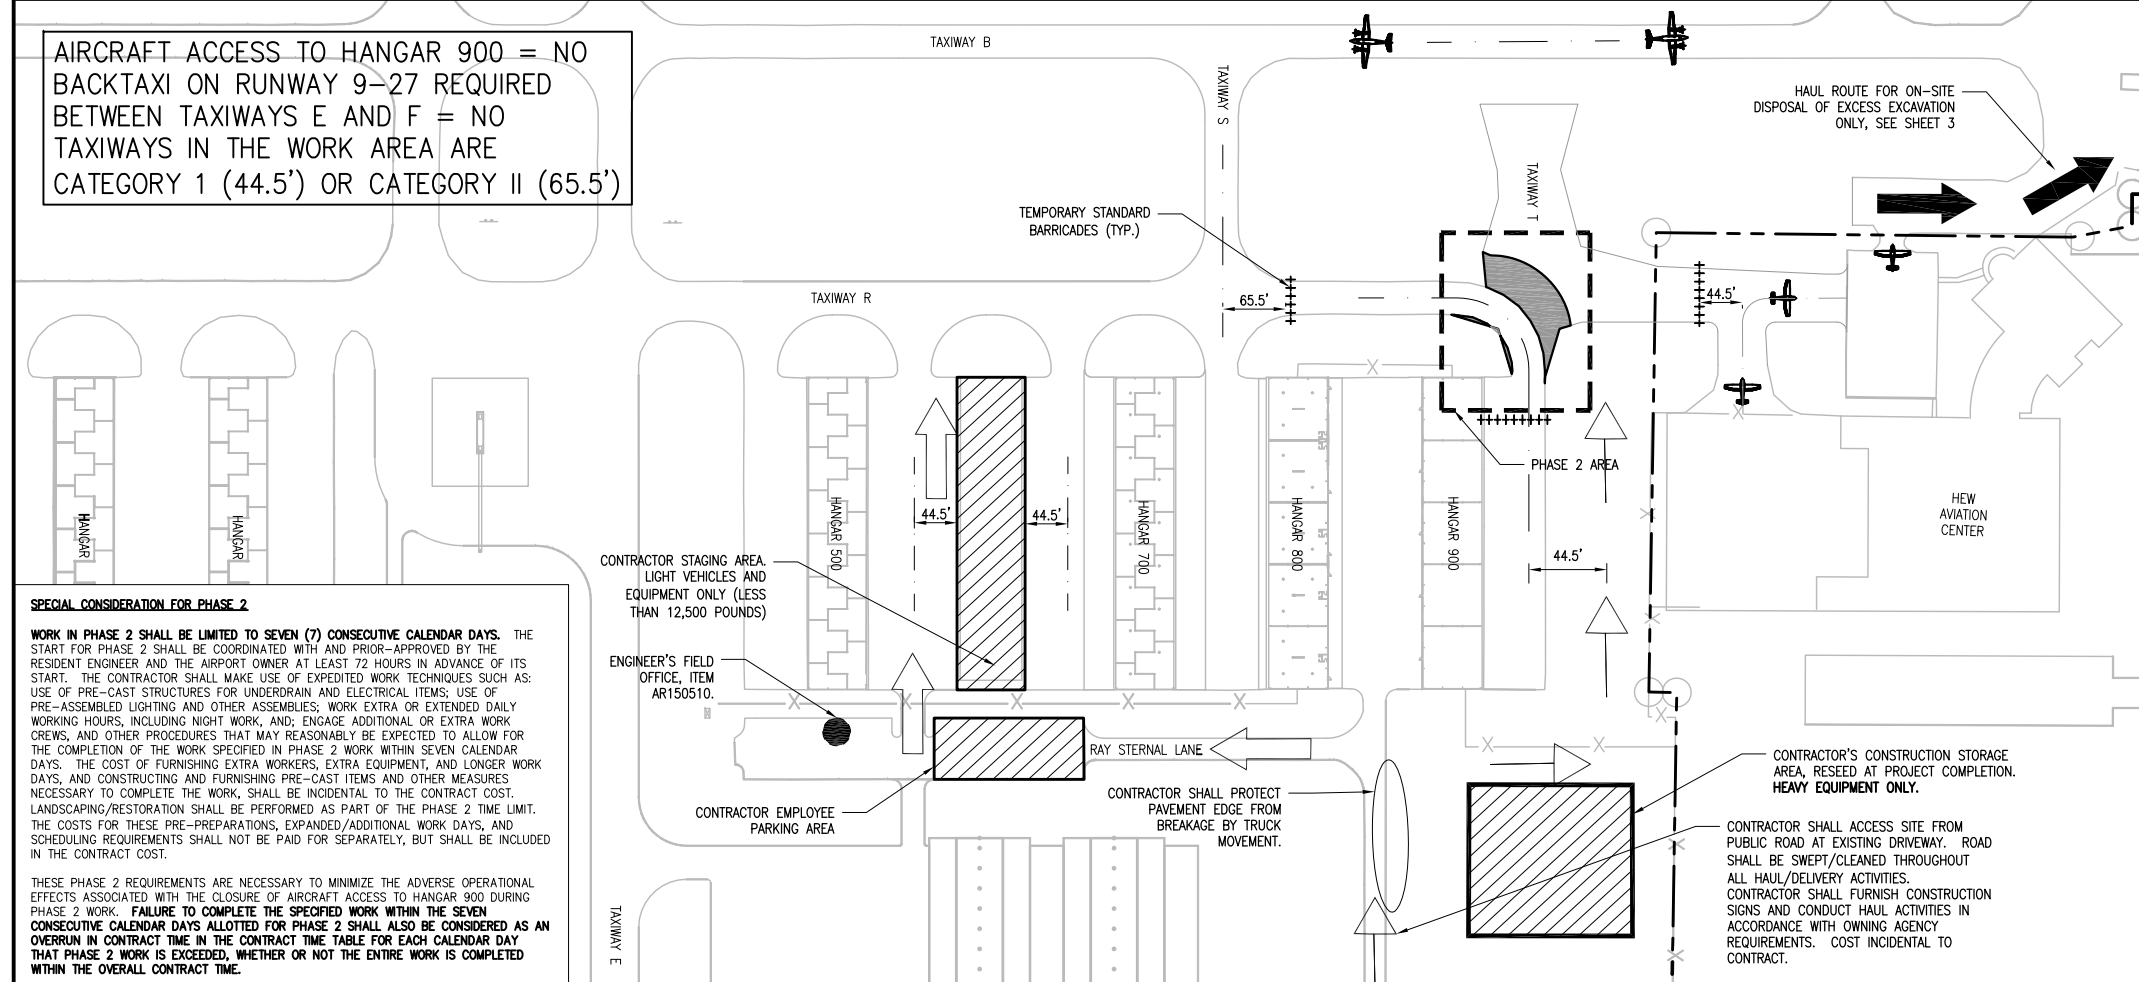 AIRCRAFT ACCESS TO HANGAR 900 = NO
BACKTAXI ON RUNWAY 9-27 REQUIRED
BETWEEN TAXIWAYS E AND F = NO
TAXIWAYS IN THE WORK AREA ARE
CATEGORY 1 (44.5') OR CATEGORY II (65.5')
TAXIWAY B
TAXIWAY S
HAUL ROUTE FOR ON-SITE
DISPOSAL OF EXCESS EXCAVATION
ONLY, SEE SHEET 3
TAXIWAY T
TEMPORARY STANDARD
BARRICADES (TYP.)
TAXIWAY R
65.5'
44.5'
PHASE 2 AREA
HANGAR
HANGAR
HANGAR 500
44.5'
44.5'
HANGAR 700
HANGAR 800
HANGAR 900
44.5'
HEW
AVIATION
CENTER
CONTRACTOR STAGING AREA.
LIGHT VEHICLES AND
EQUIPMENT ONLY (LESS
THAN 12,500 POUNDS)
ENGINEER'S FIELD
OFFICE, ITEM
AR150510.
RAY STERNAL LANE
CONTRACTOR EMPLOYEE
PARKING AREA
CONTRACTOR SHALL PROTECT
PAVEMENT EDGE FROM
BREAKAGE BY TRUCK
MOVEMENT.
CONTRACTOR'S CONSTRUCTION STORAGE
AREA, RESEED AT PROJECT COMPLETION.
HEAVY EQUIPMENT ONLY.
CONTRACTOR SHALL ACCESS SITE FROM
PUBLIC ROAD AT EXISTING DRIVEWAY.  ROAD
SHALL BE SWEPT/CLEANED THROUGHOUT
ALL HAUL/DELIVERY ACTIVITIES.
CONTRACTOR SHALL FURNISH CONSTRUCTION
SIGNS AND CONDUCT HAUL ACTIVITIES IN
ACCORDANCE WITH OWNING AGENCY
REQUIREMENTS.  COST INCIDENTAL TO
CONTRACT.
TAXIWAY E
SPECIAL CONSIDERATION FOR PHASE 2
WORK IN PHASE 2 SHALL BE LIMITED TO SEVEN (7) CONSECUTIVE CALENDAR DAYS.  THE
START FOR PHASE 2 SHALL BE COORDINATED WITH AND PRIOR-APPROVED BY THE
RESIDENT ENGINEER AND THE AIRPORT OWNER AT LEAST 72 HOURS IN ADVANCE OF ITS
START.  THE CONTRACTOR SHALL MAKE USE OF EXPEDITED WORK TECHNIQUES SUCH AS:
USE OF PRE-CAST STRUCTURES FOR UNDERDRAIN AND ELECTRICAL ITEMS; USE OF
PRE-ASSEMBLED LIGHTING AND OTHER ASSEMBLIES; WORK EXTRA OR EXTENDED DAILY
WORKING HOURS, INCLUDING NIGHT WORK, AND; ENGAGE ADDITIONAL OR EXTRA WORK
CREWS, AND OTHER PROCEDURES THAT MAY REASONABLY BE EXPECTED TO ALLOW FOR
THE COMPLETION OF THE WORK SPECIFIED IN PHASE 2 WORK WITHIN SEVEN CALENDAR
DAYS.  THE COST OF FURNISHING EXTRA WORKERS, EXTRA EQUIPMENT, AND LONGER WORK
DAYS, AND CONSTRUCTING AND FURNISHING PRE-CAST ITEMS AND OTHER MEASURES
NECESSARY TO COMPLETE THE WORK, SHALL BE INCIDENTAL TO THE CONTRACT COST.
LANDSCAPING/RESTORATION SHALL BE PERFORMED AS PART OF THE PHASE 2 TIME LIMIT.
THE COSTS FOR THESE PRE-PREPARATIONS, EXPANDED/ADDITIONAL WORK DAYS, AND
SCHEDULING REQUIREMENTS SHALL NOT BE PAID FOR SEPARATELY, BUT SHALL BE INCLUDED
IN THE CONTRACT COST.
THESE PHASE 2 REQUIREMENTS ARE NECESSARY TO MINIMIZE THE ADVERSE OPERATIONAL
EFFECTS ASSOCIATED WITH THE CLOSURE OF AIRCRAFT ACCESS TO HANGAR 900 DURING
PHASE 2 WORK.  FAILURE TO COMPLETE THE SPECIFIED WORK WITHIN THE SEVEN
CONSECUTIVE CALENDAR DAYS ALLOTTED FOR PHASE 2 SHALL ALSO BE CONSIDERED AS AN
OVERRUN IN CONTRACT TIME IN THE CONTRACT TIME TABLE FOR EACH CALENDAR DAY
THAT PHASE 2 WORK IS EXCEEDED, WHETHER OR NOT THE ENTIRE WORK IS COMPLETED
WITHIN THE OVERALL CONTRACT TIME.